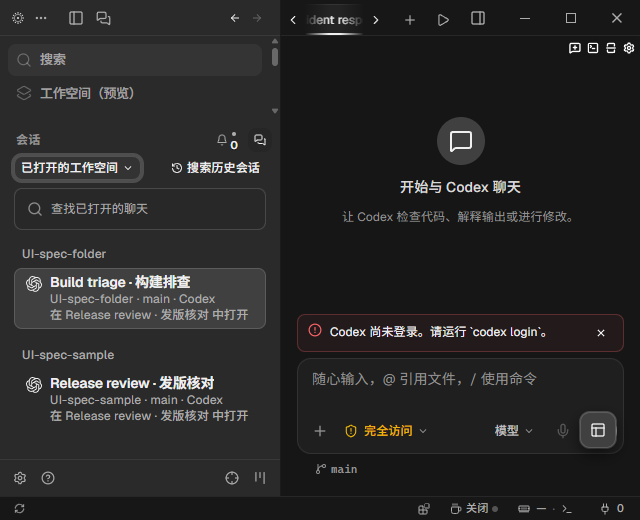 搜索
工作空间（预览）
会话
0
已打开的工作空间
搜索历史会话
查找已打开的聊天
UI-spec-folder
Build triage · 构建排查
UI-spec-folder · main · Codex
在 Release review · 发版核对 中打开
UI-spec-sample
Release review · 发版核对
UI-spec-sample · main · Codex
在 Release review · 发版核对 中打开
ident resp
开始与 Codex 聊天
让 Codex 检查代码、解释输出或进行修改。
Codex 尚未登录。请运行 `codex login`。
随心输入，@ 引用文件，/ 使用命令
完全访问
模型
main
关闭
— ·
0